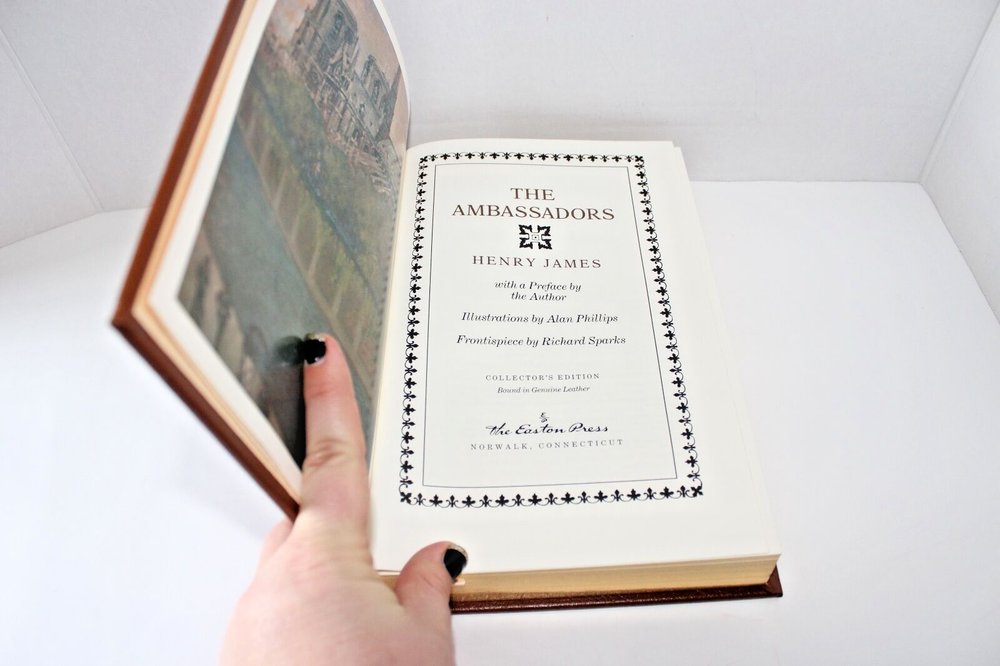 THE
AMBASSADORS
HENRY JAMES
with a Preface by
the Author
Illustrations by Alan Phillips
Frontispiece by Richard Sparks
COLLECTOR'S EDITION
Bound in Genuine Leather
The Easton Press
NORWALK, CONNECTICUT